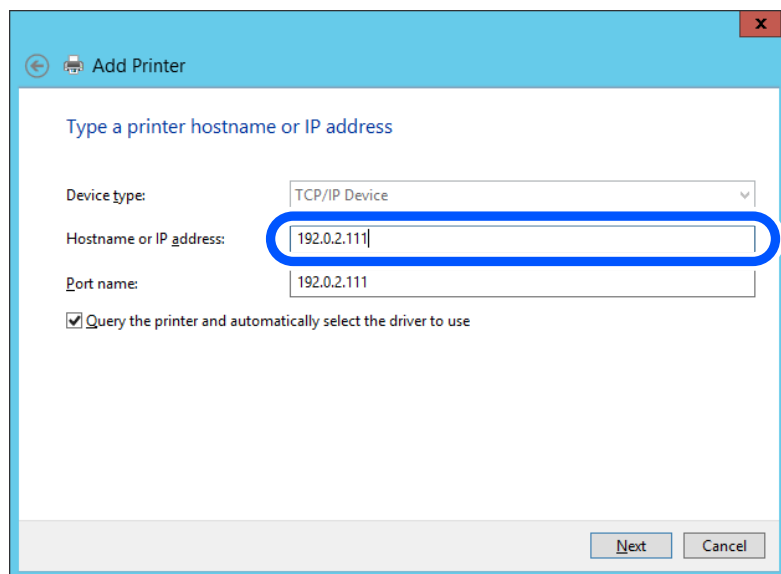 x
Add Printer
Type a printer hostname or IP address
Device type: TCP/IP Device
Hostname or IP address: 192.0.2.111
Port name: 192.0.2.111
Query the printer and automatically select the driver to use
Next Cancel